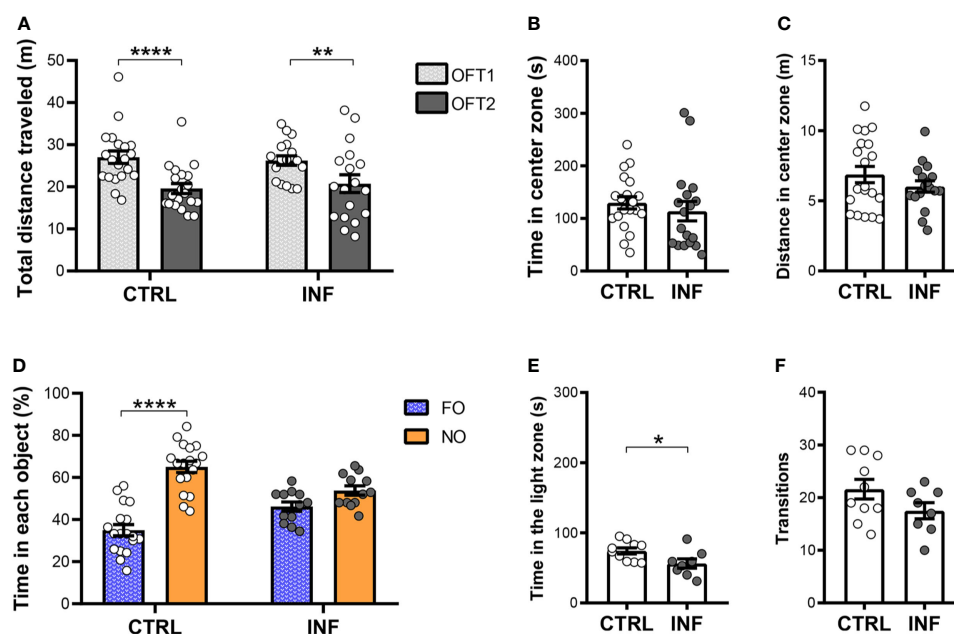 A
Total distance traveled (m)
50
40
30
20
10
0
****
**
CTRL
INF
OFT1
OFT2
B
Time in center zone (s)
400
300
200
100
0
CTRL
INF
C
Distance in center zone (m)
15
10
5
0
CTRL
INF
D
Time in each object (%)
100
80
60
40
20
0
****
CTRL
INF
FO
NO
E
Time in the light zone (s)
300
200
100
0
*
CTRL
INF
F
Transitions
40
30
20
10
0
CTRL
INF